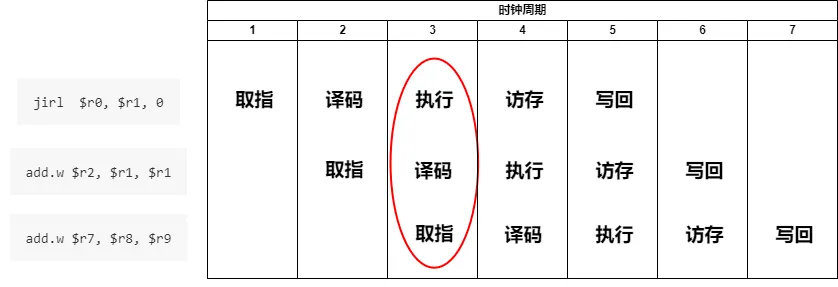 时钟周期
1 2 3 4 5 6 7
jirl $r0, $r1, 0 取指 译码 执行 访存 写回
add.w $r2, $r1, $r1 取指 译码 执行 访存 写回
add.w $r7, $r8, $r9 取指 译码 执行 访存 写回